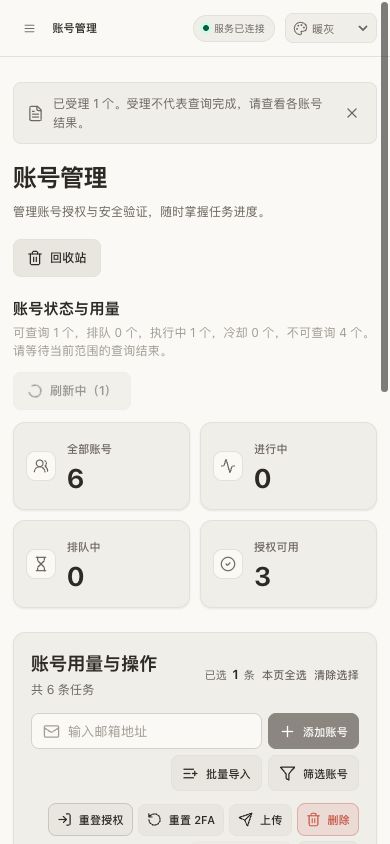 账号管理
服务已连接
暖灰
已受理 1 个。受理不代表查询完成，请查看各账号
结果。
账号管理
管理账号授权与安全验证，随时掌握任务进度。
回收站
账号状态与用量
可查询 1 个，排队 0 个，执行中 1 个，冷却 0 个，不可查询 4 个。
请等待当前范围的查询结束。
刷新中（1）
全部账号
6
进行中
0
排队中
0
授权可用
3
账号用量与操作
共 6 条任务
已选 1 条 本页全选 清除选择
输入邮箱地址
添加账号
批量导入
筛选账号
重登授权
重置 2FA
上传
删除